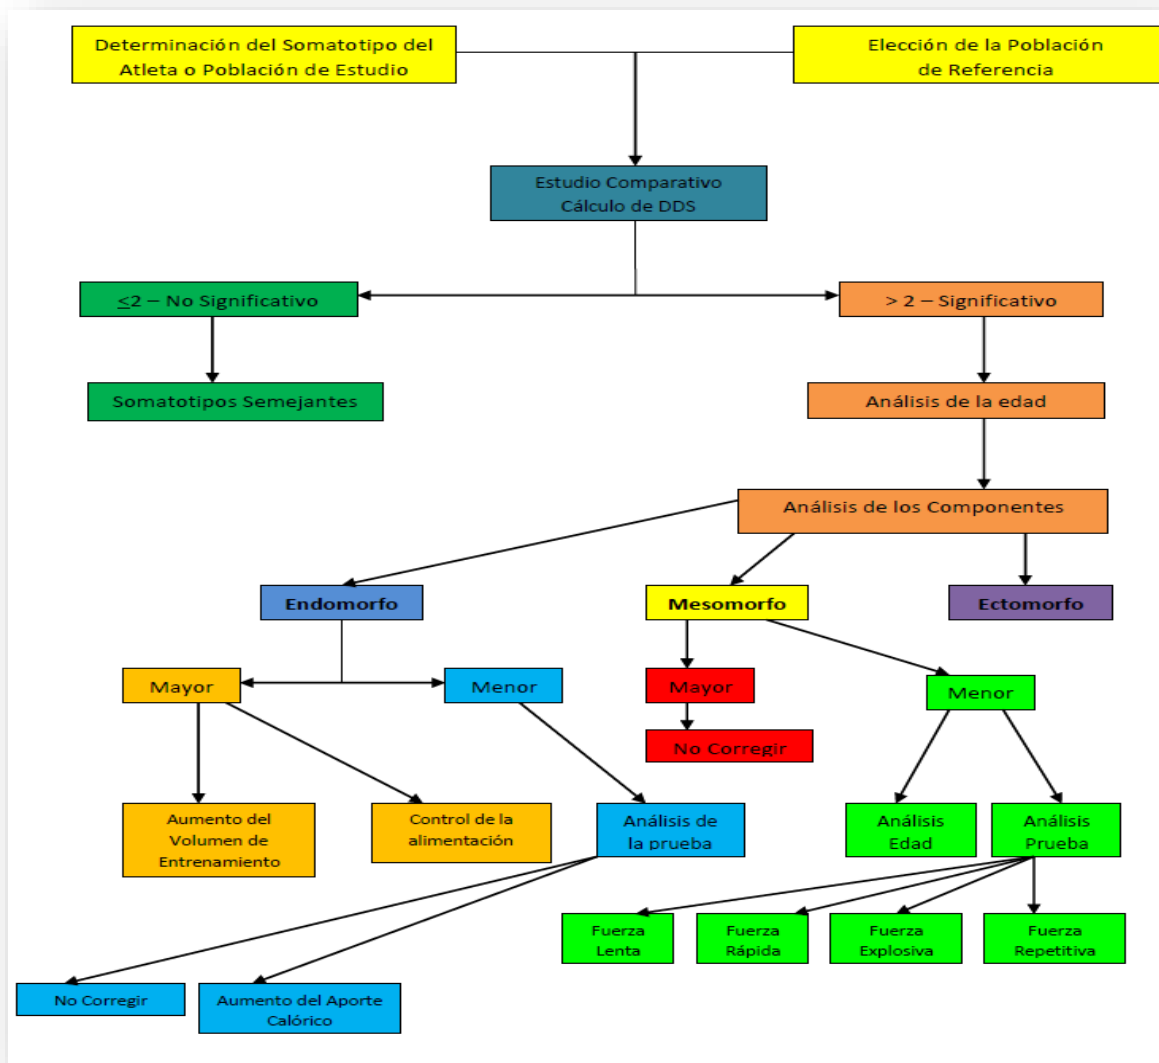 Determinación del Somatotipo del
Atleta o Población de Estudio
Elección de la Población
de Referencia
Estudio Comparativo
Cálculo de DDS
≤2 – No Significativo
> 2 – Significativo
Somatotipos Semejantes
Análisis de la edad
Análisis de los Componentes
Endomorfo
Mesomorfo
Ectomorfo
Mayor
Menor
Mayor
Menor
No Corregir
Aumento del
Volumen de
Entrenamiento
Control de la
alimentación
Análisis de
la prueba
Análisis
Edad
Análisis
Prueba
Fuerza
Lenta
Fuerza
Rápida
Fuerza
Explosiva
Fuerza
Repetitiva
No Corregir
Aumento del Aporte
Calórico